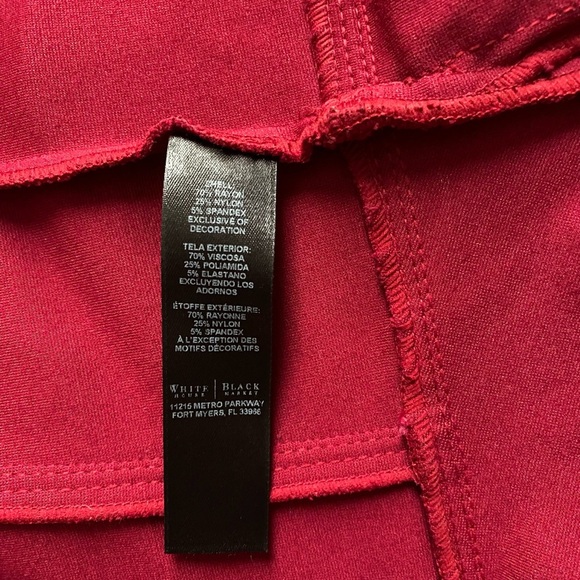 SHELL:
70% RAYON
25% NYLON
5% SPANDEX
EXCLUSIVE OF
DECORATION
TELA EXTERIOR:
70% VISCOSA
25% POLIAMIDA
5% ELASTANO
EXCLUYENDO LOS
ADORNOS
ÉTOFFE EXTÉRIEURE:
70% RAYONNE
25% NYLON
5% SPANDEX
À L'EXCEPTION DES
MOTIFS DÉCORATIFS
WHITE | BLACK
HOUSE | MARKET
11215 METRO PARKWAY
FORT MYERS, FL 33966